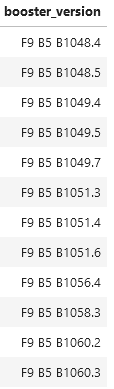 booster_version
F9 B5 B1048.4
F9 B5 B1048.5
F9 B5 B1049.4
F9 B5 B1049.5
F9 B5 B1049.7
F9 B5 B1051.3
F9 B5 B1051.4
F9 B5 B1051.6
F9 B5 B1056.4
F9 B5 B1058.3
F9 B5 B1060.2
F9 B5 B1060.3